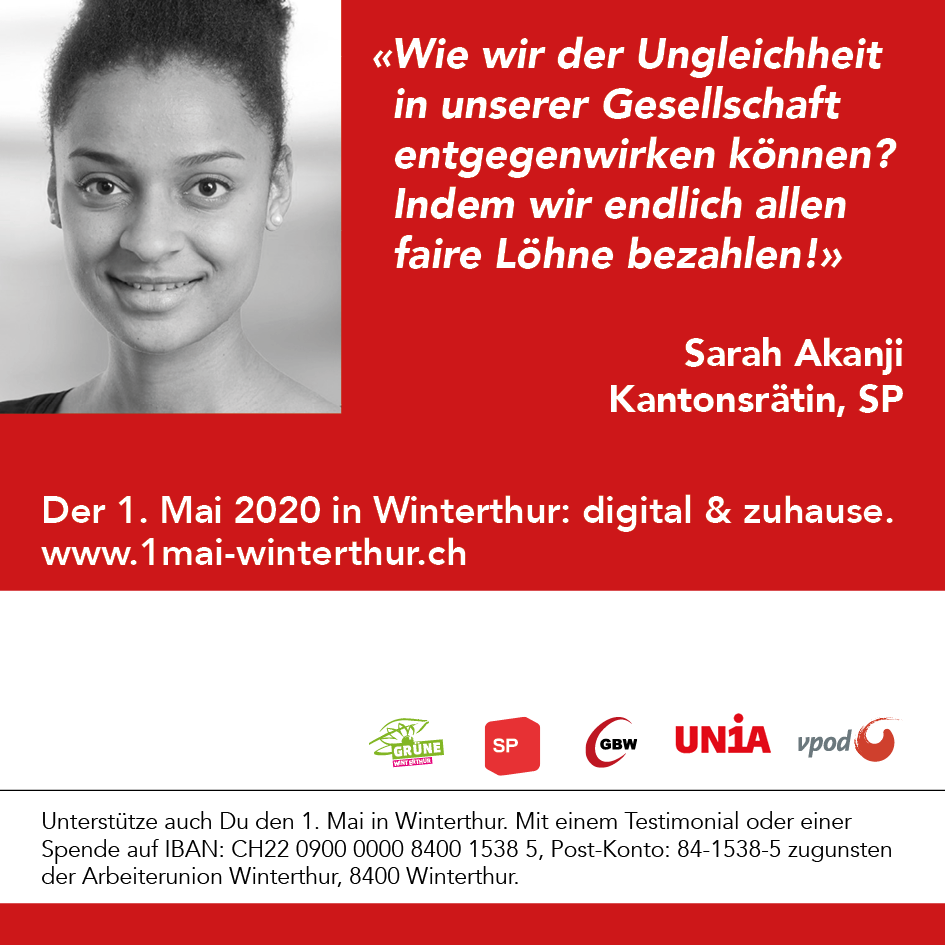 «Wie wir der Ungleichheit
in unserer Gesellschaft
entgegenwirken können?
Indem wir endlich allen
faire Löhne bezahlen!»
Sarah Akanji
Kantonsrätin, SP
Der 1. Mai 2020 in Winterthur: digital & zuhause.
www.1mai-winterthur.ch
GRÜNE
WINTERTHUR
SP
GBW
UNiA
vpod
Unterstütze auch Du den 1. Mai in Winterthur. Mit einem Testimonial oder einer
Spende auf IBAN: CH22 0900 0000 8400 1538 5, Post-Konto: 84-1538-5 zugunsten
der Arbeiterunion Winterthur, 8400 Winterthur.